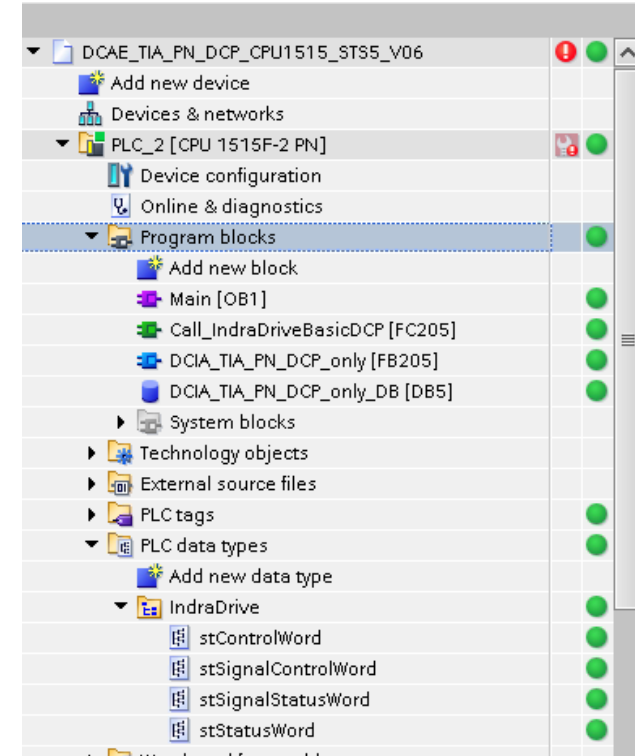 DCAE_TIA_PN_DCP_CPU1515_STS5_V06
Add new device
Devices & networks
PLC_2 [CPU 1515F-2 PN]
Device configuration
Online & diagnostics
Program blocks
Add new block
Main [OB1]
Call_IndraDriveBasicDCP [FC205]
DCIA_TIA_PN_DCP_only [FB205]
DCIA_TIA_PN_DCP_only_DB [DB5]
System blocks
Technology objects
External source files
PLC tags
PLC data types
Add new data type
IndraDrive
stControlWord
stSignalControlWord
stSignalStatusWord
stStatusWord